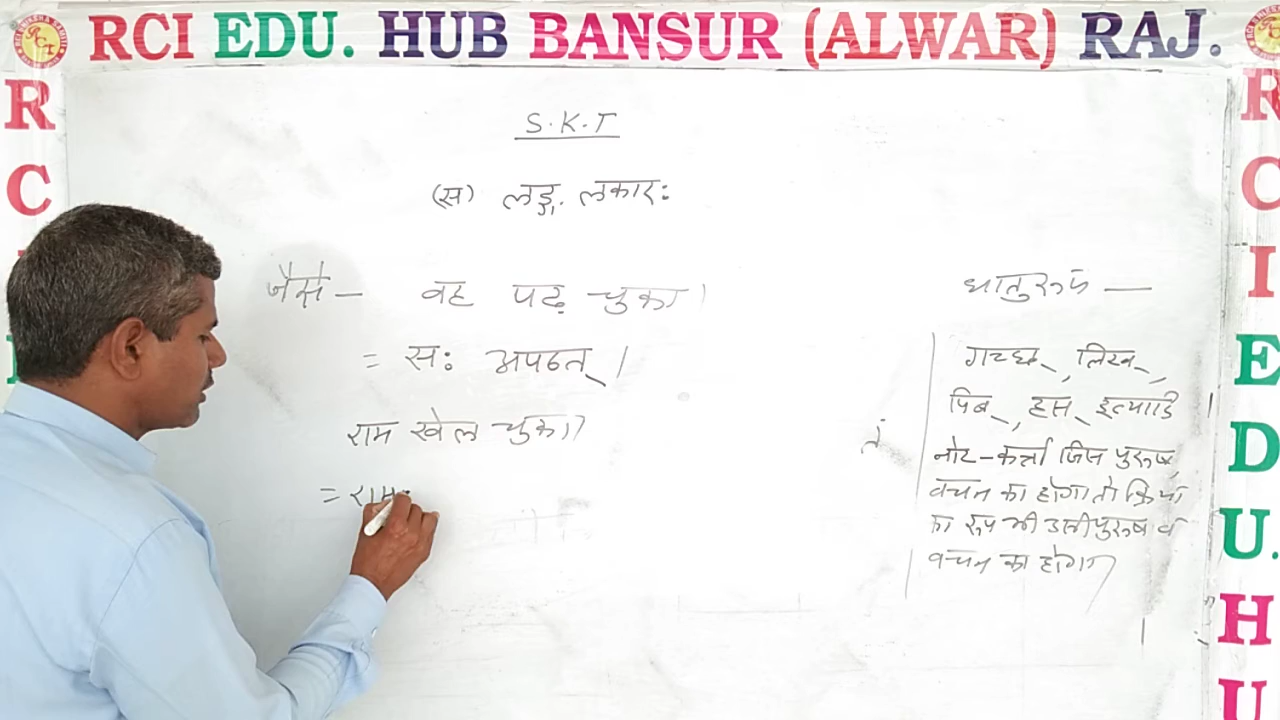 RCI EDU. HUB BANSUR (ALWAR) RAJ.
S.K.T
(स) लङ्ग. लकार:
जैसे – वह पढ़ चुका।
= स: अपठत्।
राम खेल चुका।
= राम:
धातुरूप —
गच्छ्, लिख्,
पिब्, हस् इत्यादि
नोट – कर्त्ता जिस पुरुष,
वचन का होगा तो क्रिया
का रूप भी उसी पुरुष व
वचन का होगा
R
C
R
C
I
E
D
U.
H
U